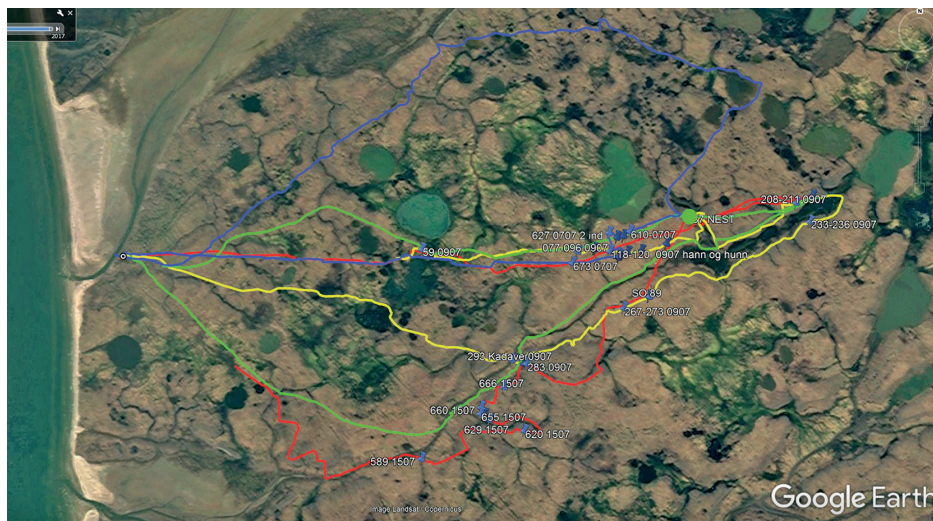 2017
N
208-211 0907
7 NEST
233-236 0907
627 0707 2 ind
610-0707
077-096 0907
59 0907
118-120 0907 hann og hunn
673 0707
SO 89
267-273 0907
293 Kadaver0907
283 0907
666 1507
660 1507
655 1507
629 1507
620 1507
589 1507
Google Earth
Image Landsat / Copernicus